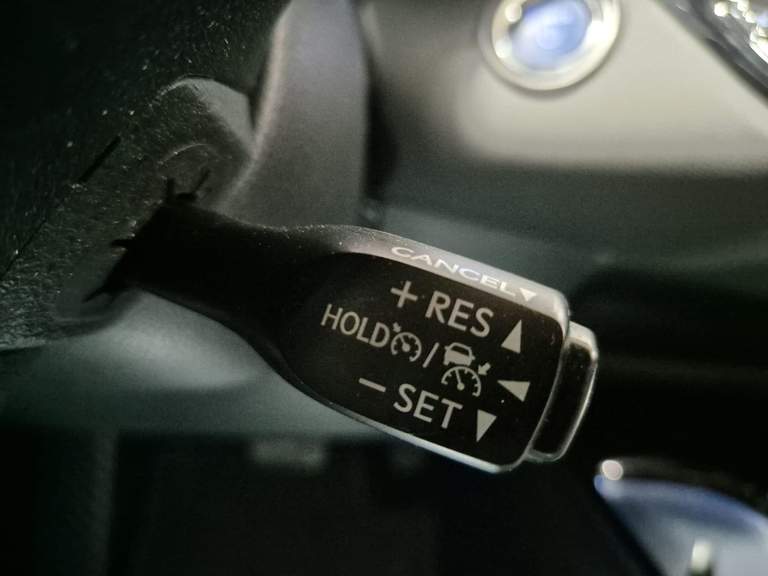 CANCEL▼
+ RES ▲
HOLD / ◀
− SET ▼